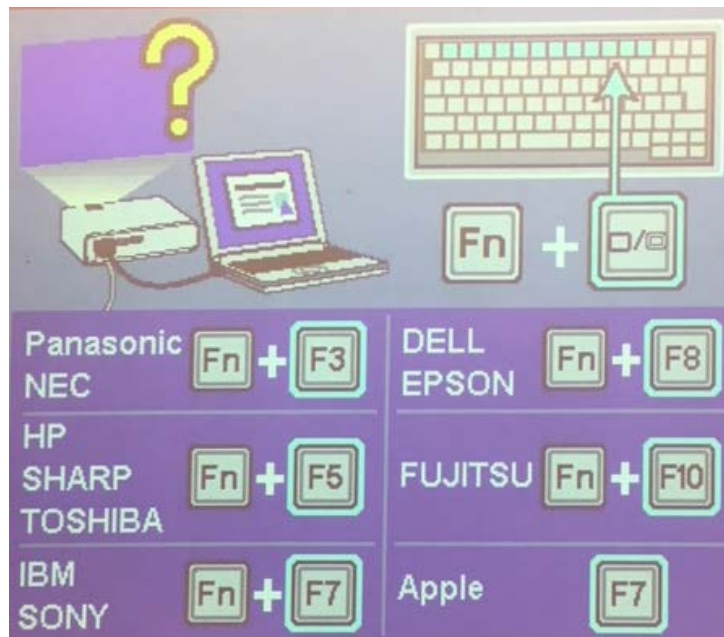 ?
Fn + ▭/▣
Panasonic
NEC
Fn + F3
DELL
EPSON
Fn + F8
HP
SHARP
TOSHIBA
Fn + F5
FUJITSU Fn + F10
IBM
SONY
Fn + F7
Apple F7